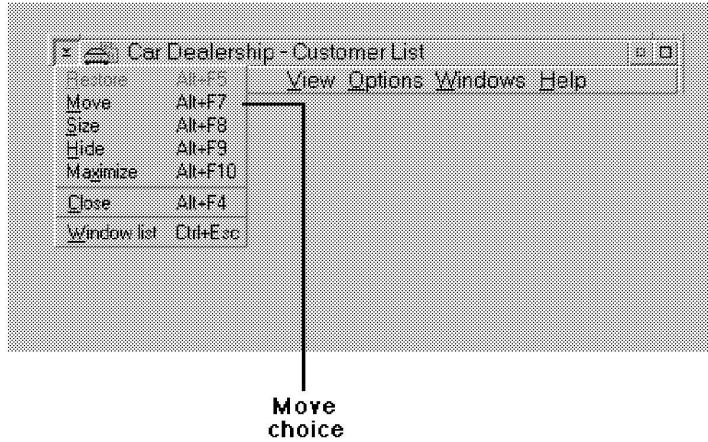 Car Dealership - Customer List
View Options Windows Help
Restore Alt+F5
Move Alt+F7
Size Alt+F8
Hide Alt+F9
Maximize Alt+F10
Close Alt+F4
Window list Ctrl+Esc
Move
choice